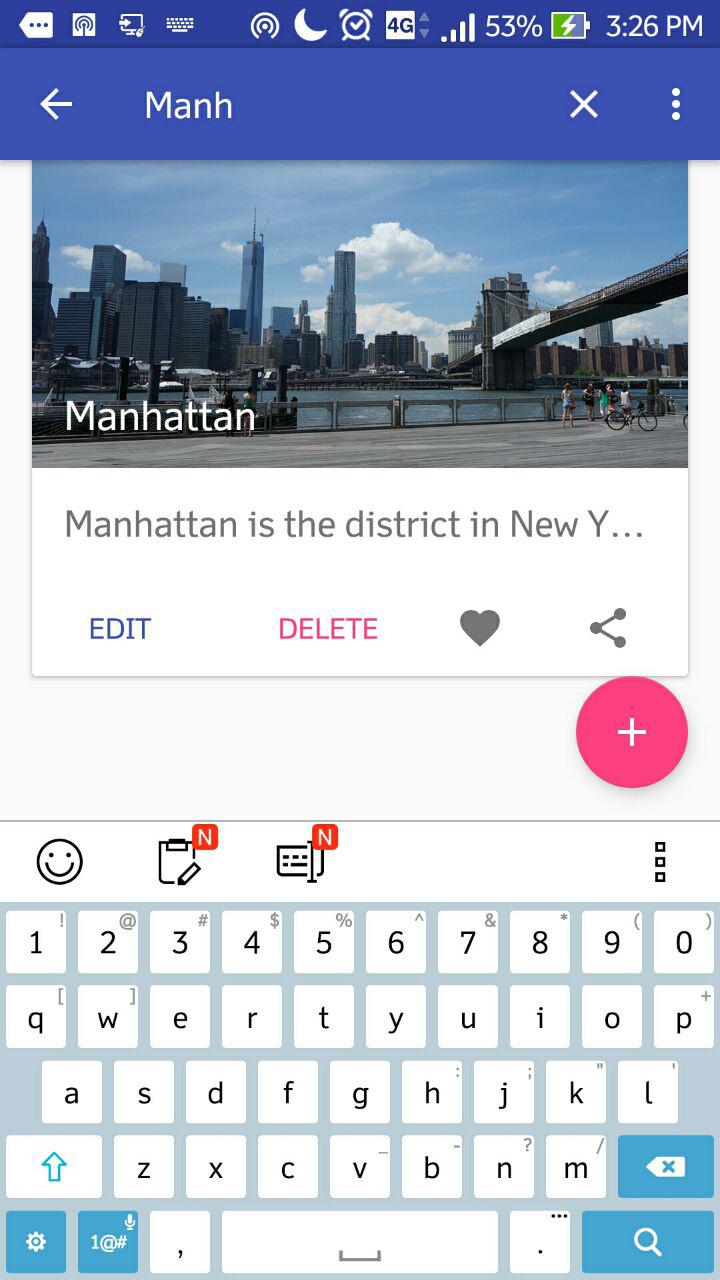 4G 53% 3:26 PM
Manh
Manhattan
Manhattan is the district in New Y...
EDIT DELETE
+
N N
! @ # $ % ^ & * ( )
1 2 3 4 5 6 7 8 9 0
[ ] +
q w e r t y u i o p
: ; " '
a s d f g h j k l
_ - ? /
z x c v b n m
1@# , . ...